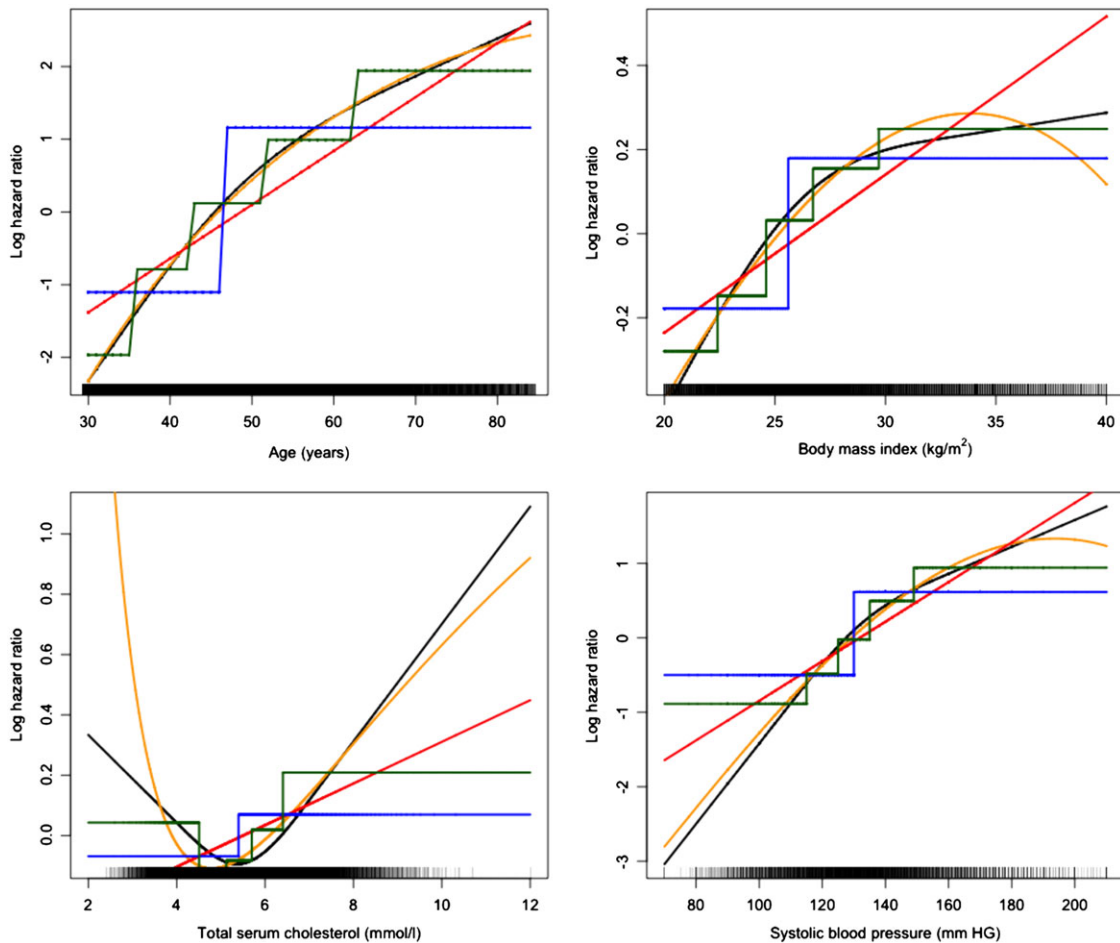 Log hazard ratio
2
1
0
-1
-2
30 40 50 60 70 80
Age (years)
Log hazard ratio
0.4
0.2
0.0
-0.2
20 25 30 35 40
Body mass index (kg/m²)
Log hazard ratio
1.0
0.8
0.6
0.4
0.2
0.0
2 4 6 8 10 12
Total serum cholesterol (mmol/l)
Log hazard ratio
1
0
-1
-2
-3
80 100 120 140 160 180 200
Systolic blood pressure (mm HG)